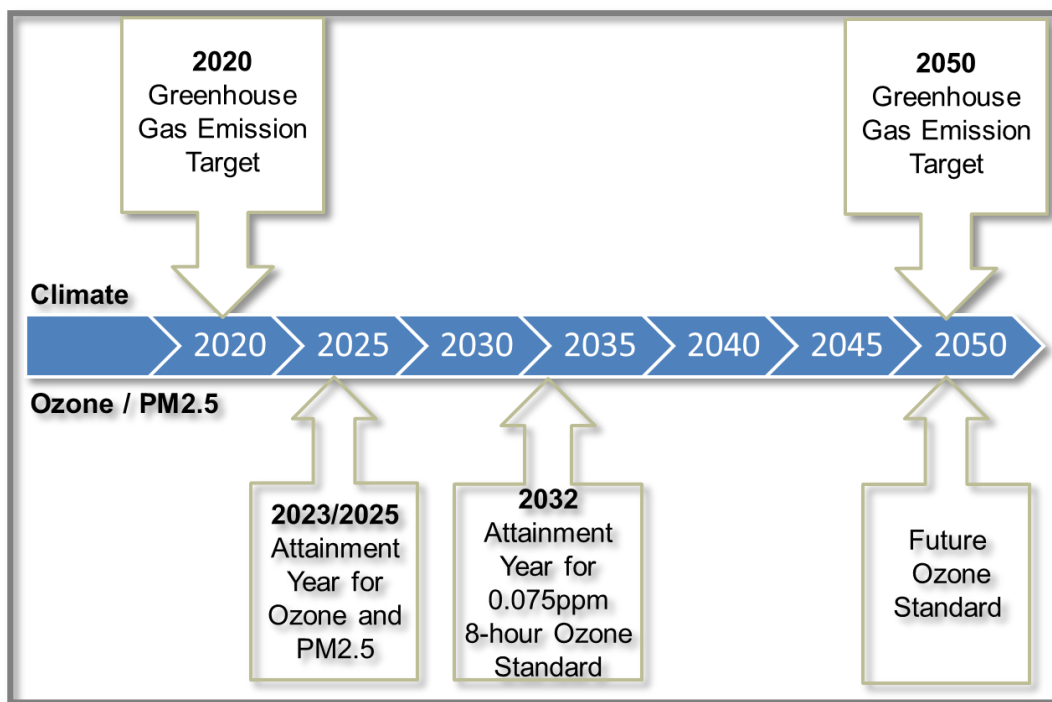 2020
Greenhouse
Gas Emission
Target
2050
Greenhouse
Gas Emission
Target
Climate
2020
2025
2030
2035
2040
2045
2050
Ozone / PM2.5
2023/2025
Attainment
Year for
Ozone and
PM2.5
2032
Attainment
Year for
0.075ppm
8-hour Ozone
Standard
Future
Ozone
Standard